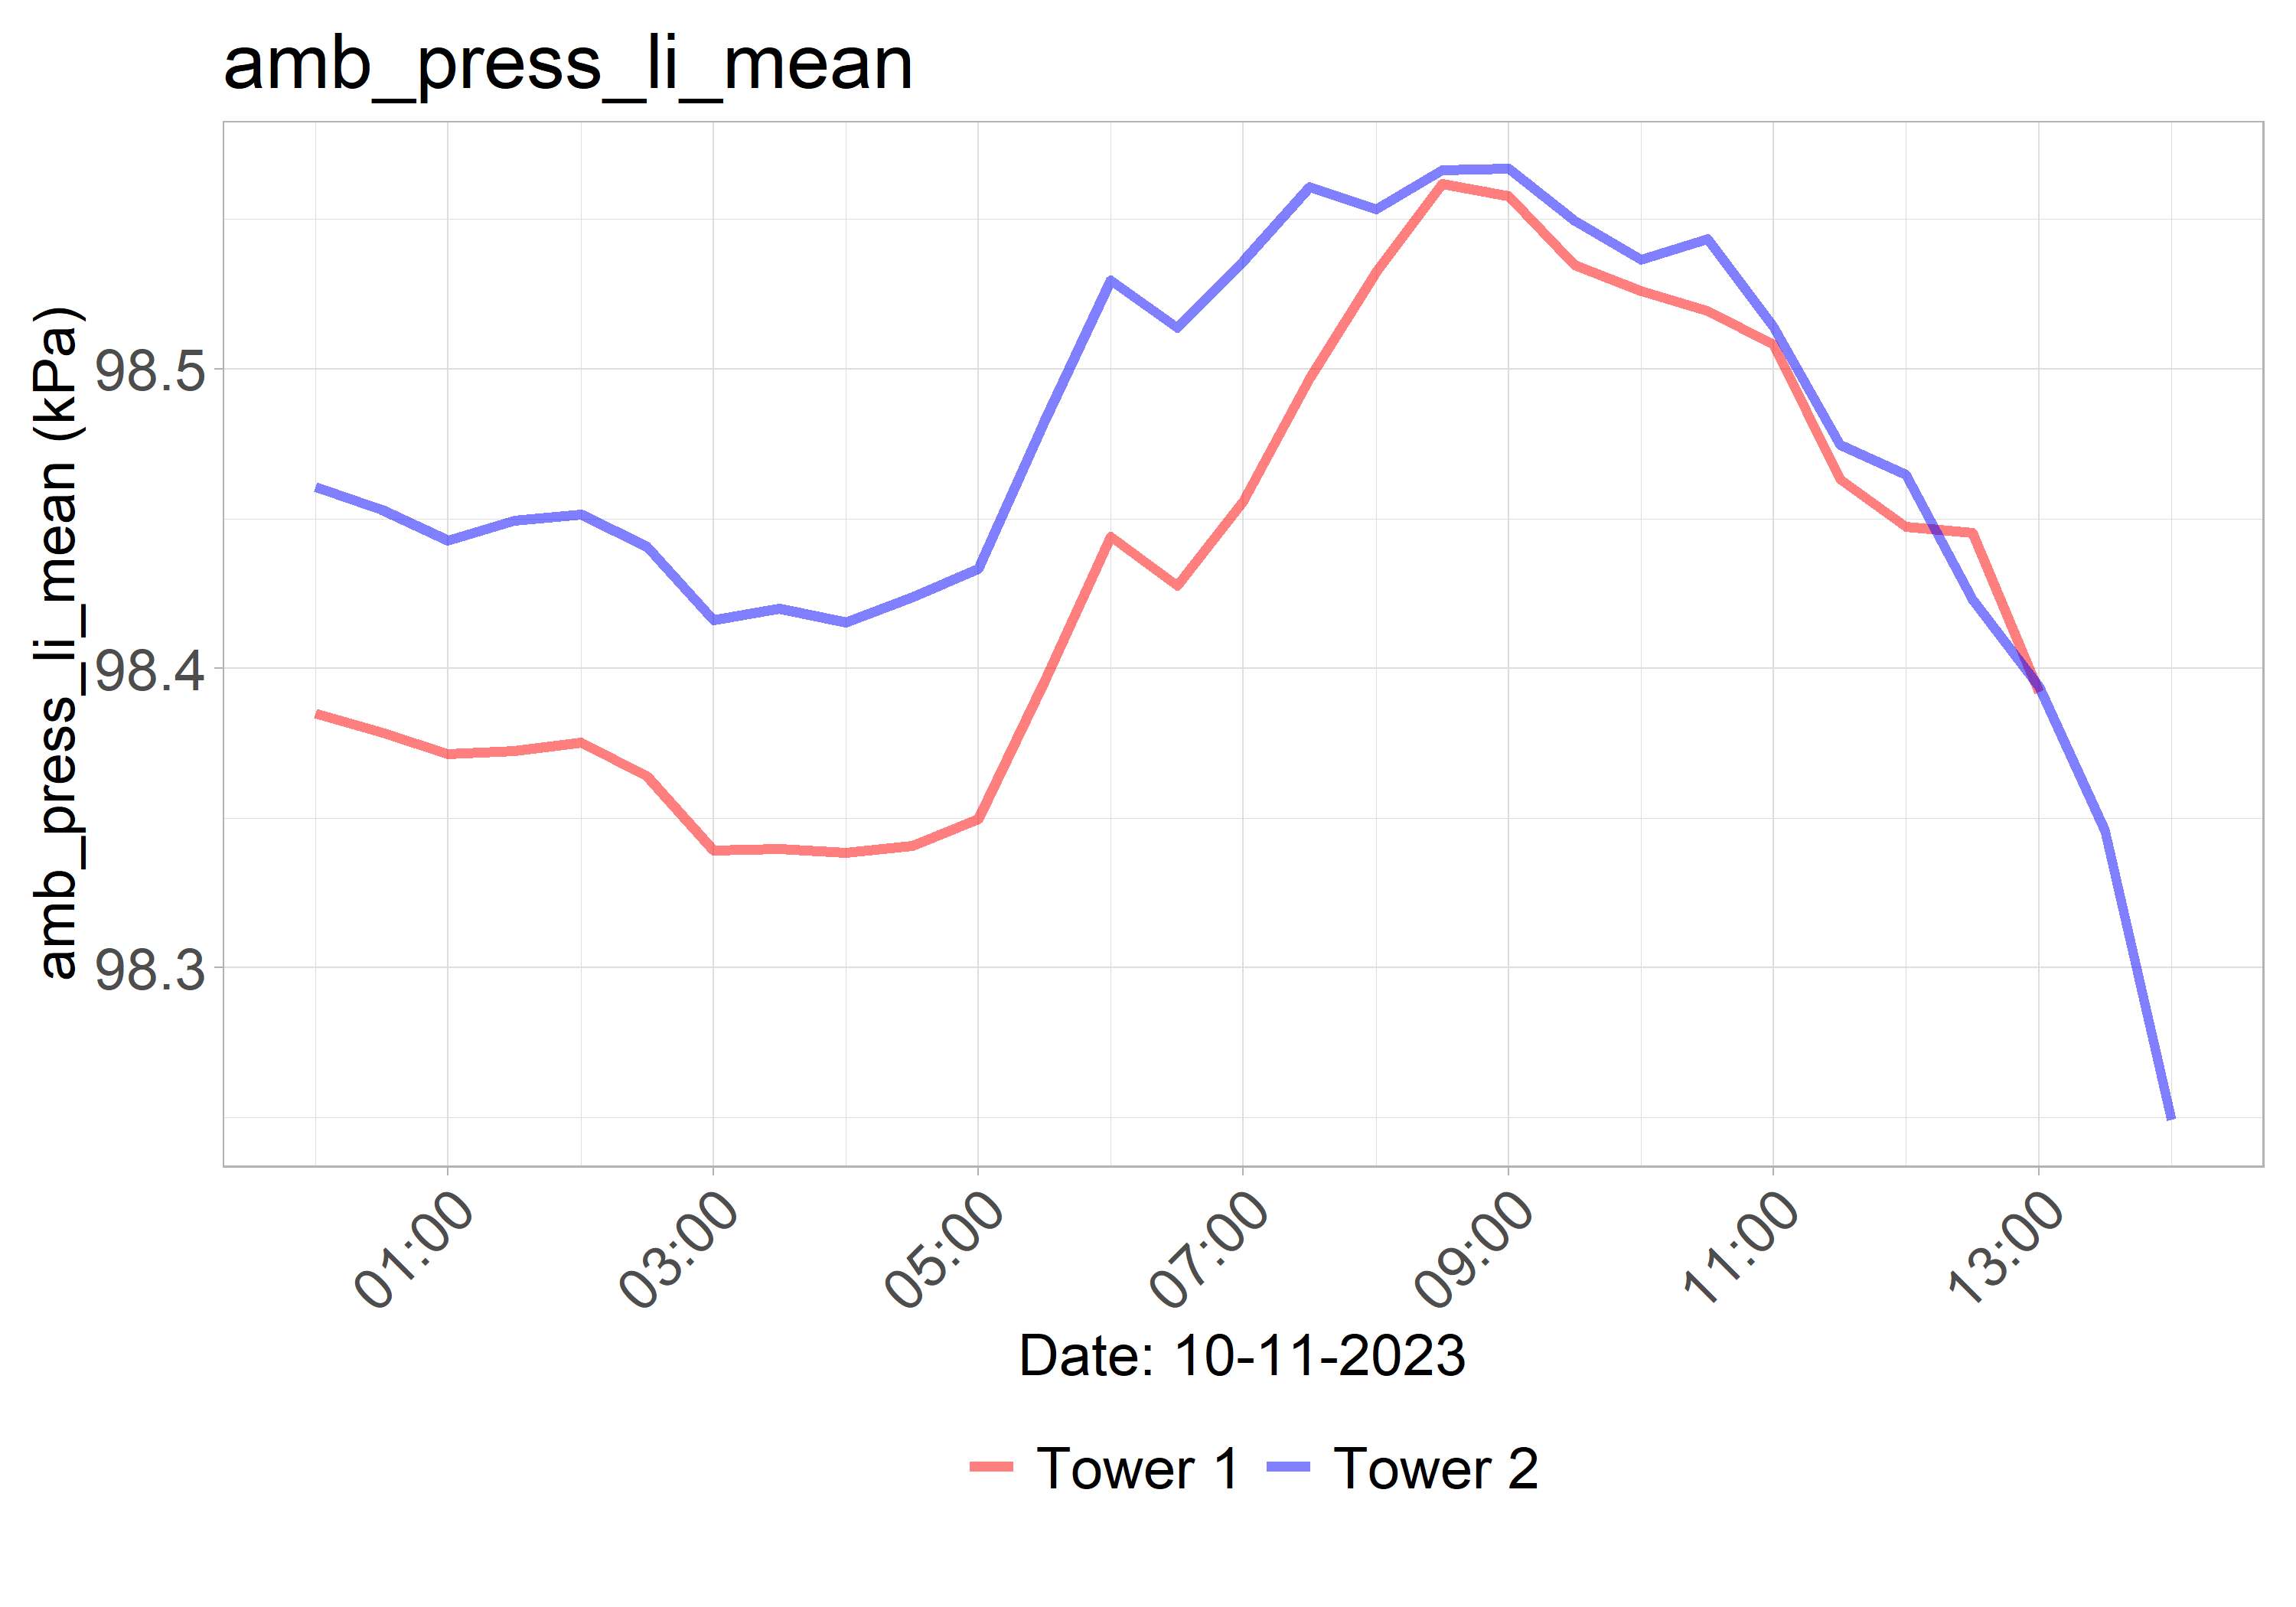 amb_press_li_mean
amb_press_li_mean (kPa)
98.5
98.4
98.3
01:00
03:00
05:00
07:00
09:00
11:00
13:00
Date: 10-11-2023
Tower 1
Tower 2